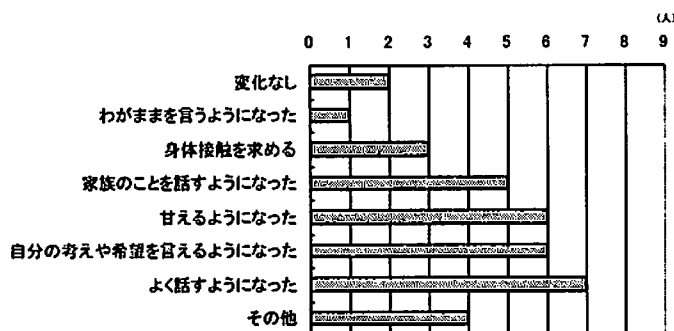 (人)
0 1 2 3 4 5 6 7 8 9
変化なし
わがままを言うようになった
身体接触を求める
家族のことを話すようになった
甘えるようになった
自分の考えや希望を言えるようになった
よく話すようになった
その他